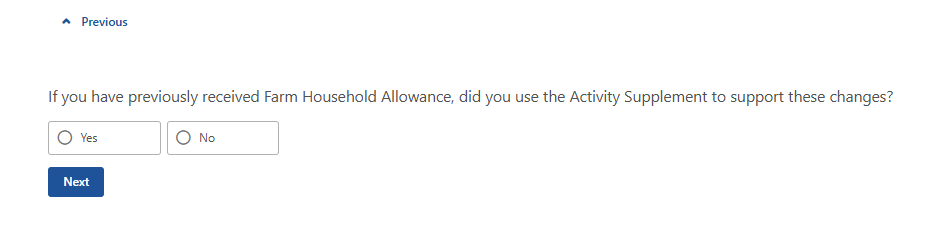 Previous
If you have previously received Farm Household Allowance, did you use the Activity Supplement to support these changes?
Yes No
Next